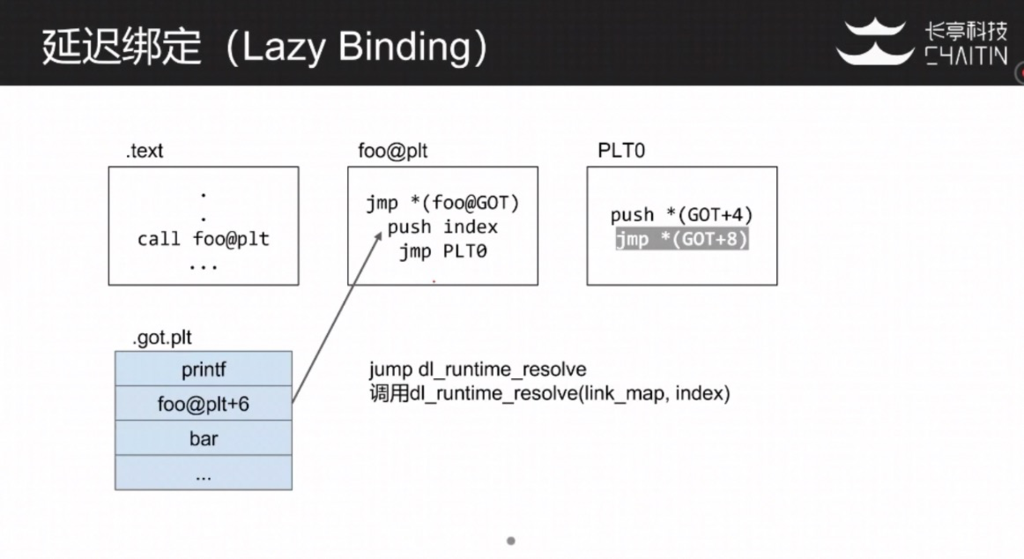 延迟绑定（Lazy Binding）
长亭科技
CHAITIN
.text
.
.
call foo@plt
...
foo@plt
jmp *(foo@GOT)
push index
jmp PLT0
PLT0
push *(GOT+4)
jmp *(GOT+8)
.got.plt
printf
foo@plt+6
bar
...
jump dl_runtime_resolve
调用dl_runtime_resolve(link_map, index)